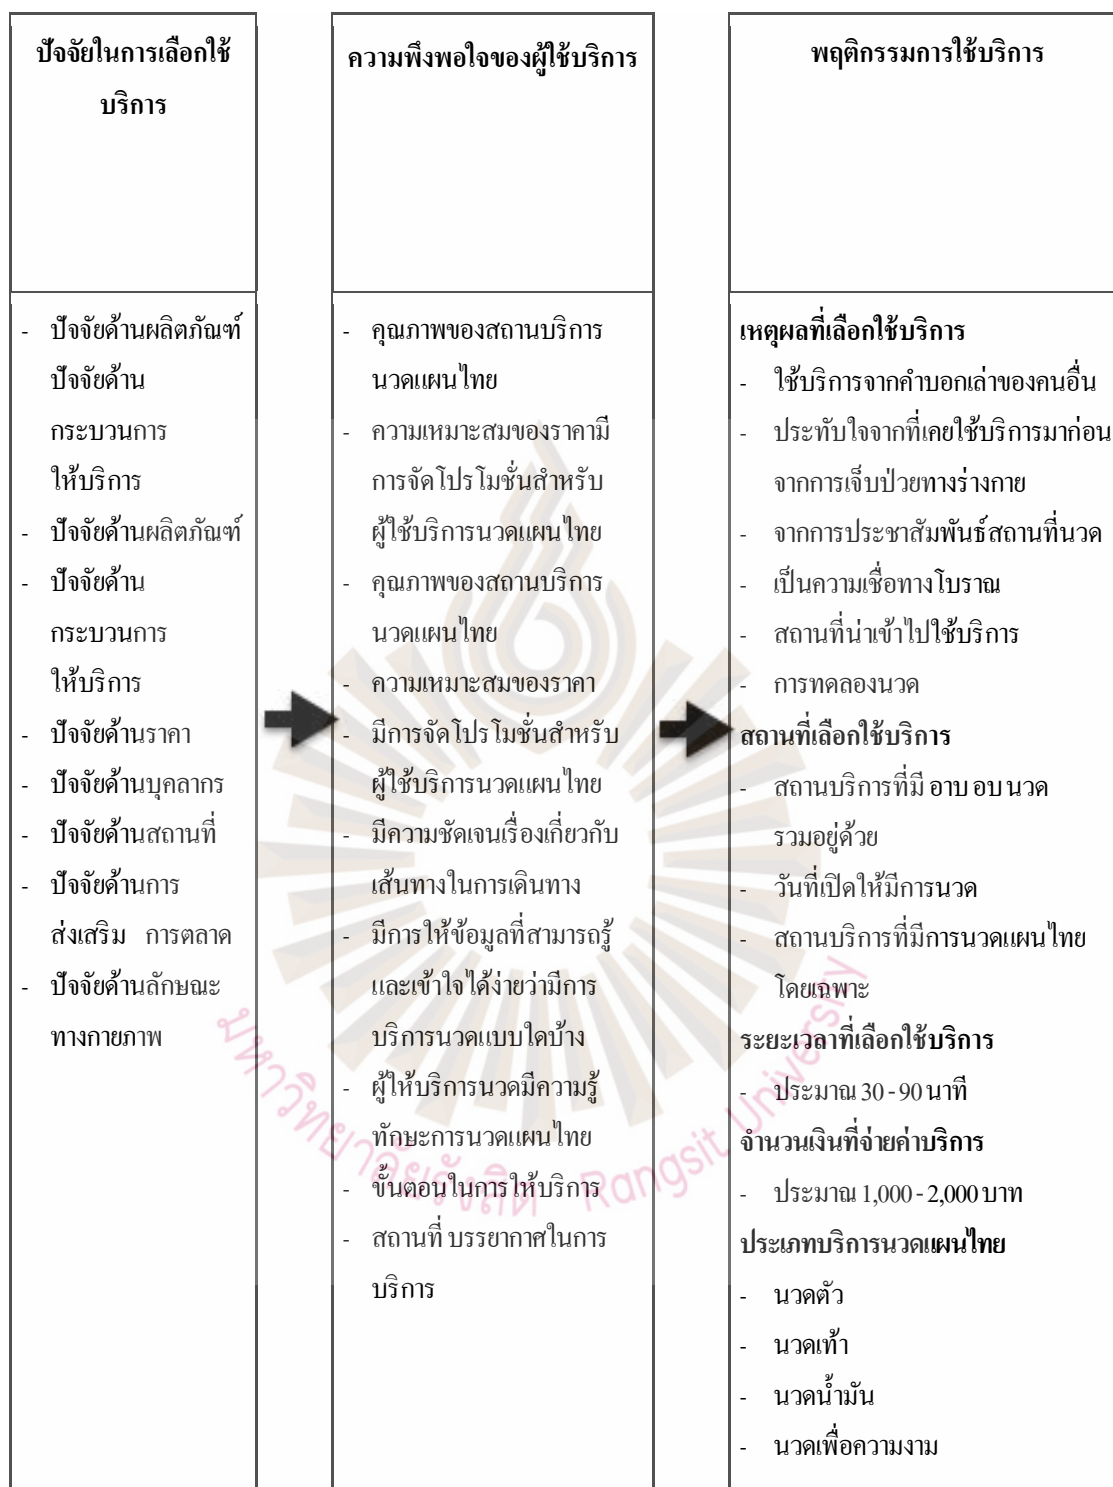 ปัจจัยในการเลือกใช้
บริการ
- ปัจจัยด้านผลิตภัณฑ์
ปัจจัยด้าน
กระบวนการ
ให้บริการ
- ปัจจัยด้านผลิตภัณฑ์
- ปัจจัยด้าน
กระบวนการ
ให้บริการ
- ปัจจัยด้านราคา
- ปัจจัยด้านบุคลากร
- ปัจจัยด้านสถานที่
- ปัจจัยด้านการ
ส่งเสริม การตลาด
- ปัจจัยด้านลักษณะ
ทางกายภาพ
ความพึงพอใจของผู้ใช้บริการ
- คุณภาพของสถานบริการ
นวดแผนไทย
- ความเหมาะสมของราคามี
การจัดโปรโมชั่นสำหรับ
ผู้ใช้บริการนวดแผนไทย
- คุณภาพของสถานบริการ
นวดแผนไทย
- ความเหมาะสมของราคา
- มีการจัดโปรโมชั่นสำหรับ
ผู้ใช้บริการนวดแผนไทย
- มีความชัดเจนเรื่องเกี่ยวกับ
เส้นทางในการเดินทาง
- มีการให้ข้อมูลที่สามารถรู้
และเข้าใจได้ง่ายว่ามีการ
บริการนวดแบบใดบ้าง
- ผู้ให้บริการนวดมีความรู้
ทักษะการนวดแผนไทย
- ขั้นตอนในการให้บริการ
- สถานที่ บรรยากาศในการ
บริการ
พฤติกรรมการใช้บริการ
เหตุผลที่เลือกใช้บริการ
- ใช้บริการจากคำบอกเล่าของคนอื่น
- ประทับใจจากที่เคยใช้บริการมาก่อน
จากการเจ็บป่วยทางร่างกาย
- จากการประชาสัมพันธ์สถานที่นวด
- เป็นความเชื่อทางโบราณ
- สถานที่น่าเข้าไปใช้บริการ
- การทดลองนวด
สถานที่เลือกใช้บริการ
- สถานบริการที่มี อาบ อบ นวด
รวมอยู่ด้วย
- วันที่เปิดให้มีการนวด
- สถานบริการที่มีการนวดแผนไทย
โดยเฉพาะ
ระยะเวลาที่เลือกใช้บริการ
- ประมาณ 30 - 90 นาที
จำนวนเงินที่จ่ายค่าบริการ
- ประมาณ 1,000 - 2,000 บาท
ประเภทบริการนวดแผนไทย
- นวดตัว
- นวดเท้า
- นวดน้ำมัน
- นวดเพื่อความงาม
มหาวิทยาลัยรังสิต Rangsit University